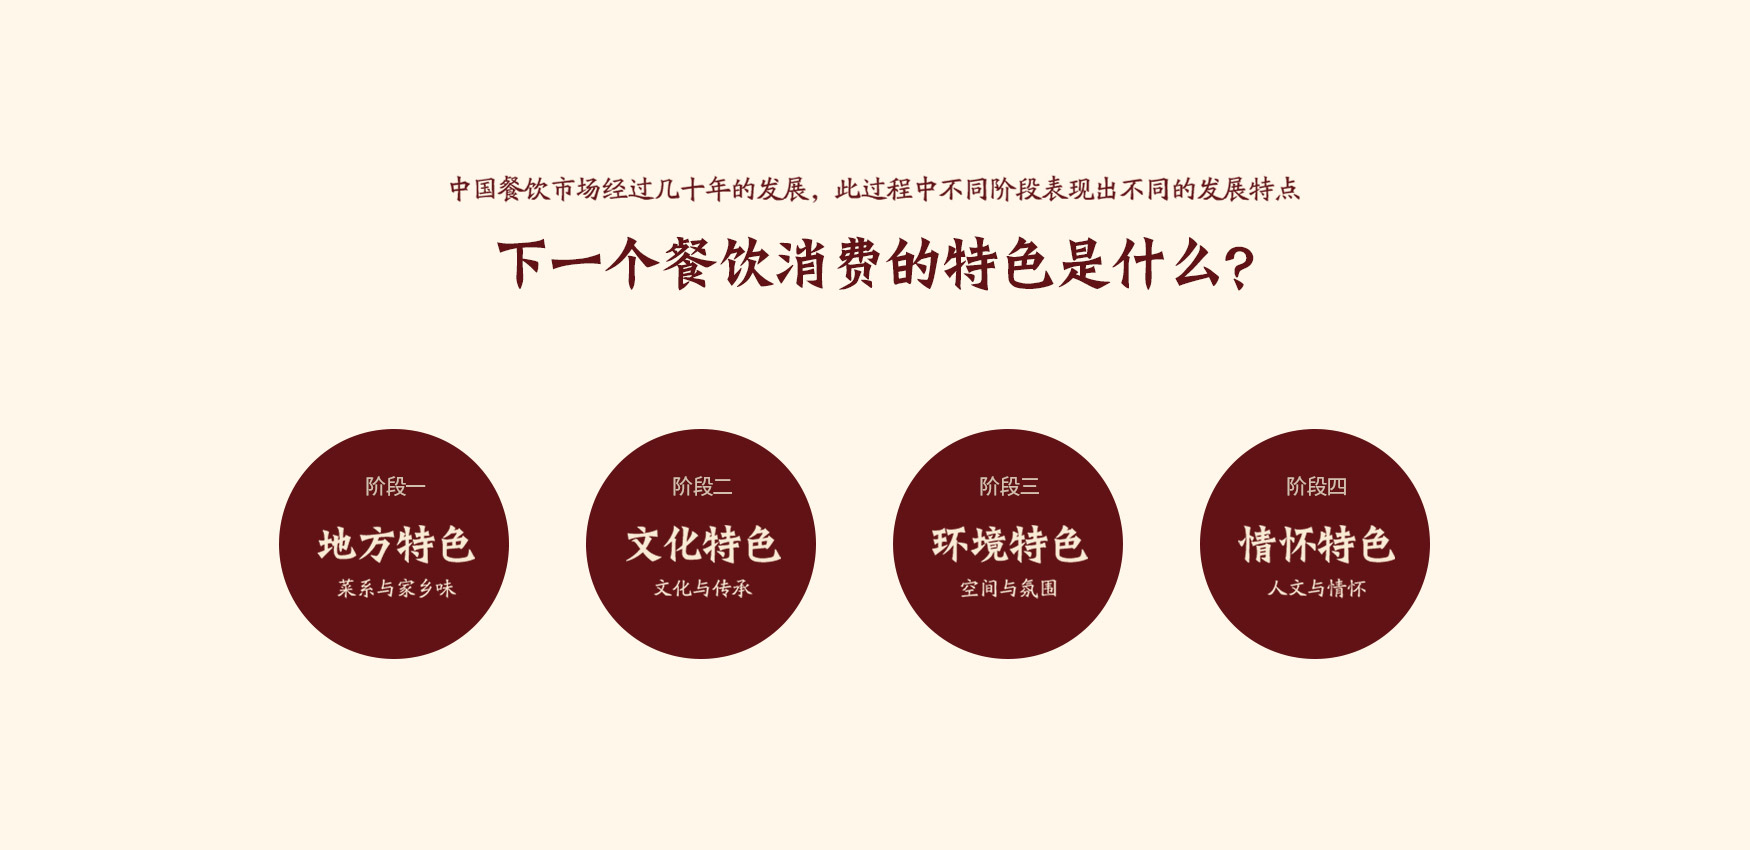 中国餐饮市场经过几十年的发展，此过程中不同阶段表现出不同的发展特点
下一个餐饮消费的特色是什么?
阶段一
地方特色
菜系与家乡味
阶段二
文化特色
文化与传承
阶段三
环境特色
空间与氛围
阶段四
情怀特色
人文与情怀